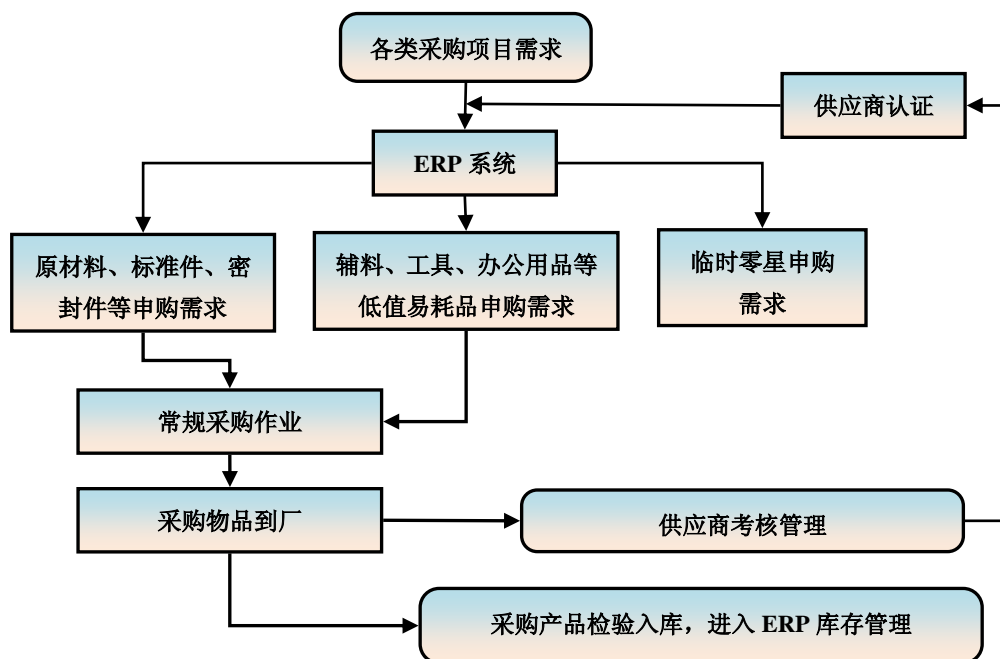 各类采购项目需求
供应商认证
ERP 系统
原材料、标准件、密
封件等申购需求
辅料、工具、办公用品等
低值易耗品申购需求
临时零星申购
需求
常规采购作业
采购物品到厂
供应商考核管理
采购产品检验入库，进入 ERP 库存管理